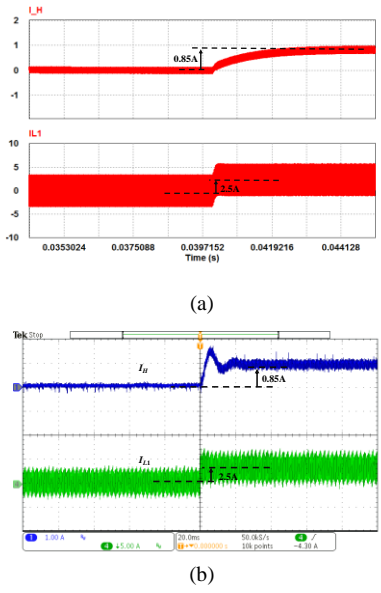 I_H
2
1
0
-1
0.85A
IL1
10
5
0
-5
-10
2.5A
0.0353024 0.0375088 0.0397152 0.0419216 0.044128
Time (s)
(a)
Tek Stop
I_H
0.85A
I_L1
2.5A
1 1.00 A 4 ↓5.00 A 20.0ms 50.0kS/s 4 /
0.000000 s 10k points -4.30 A
(b)